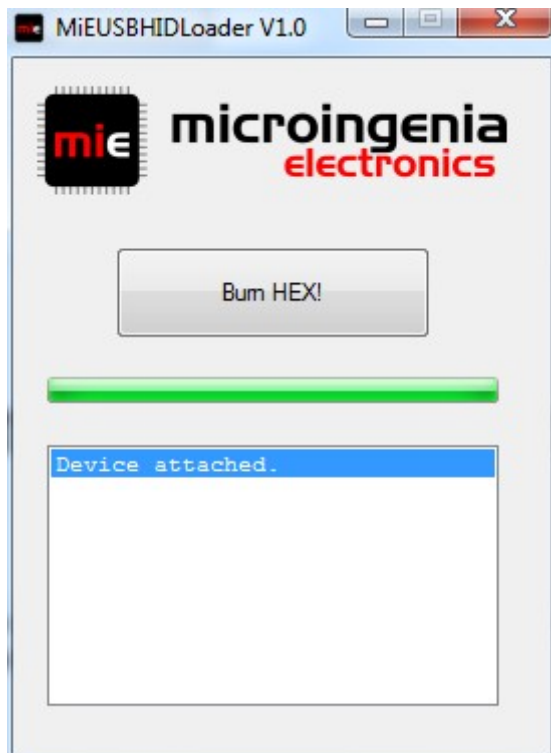 MiEUSBHIDLoader V1.0
mie
microingenia
electronics
Burn HEX!
Device attached.